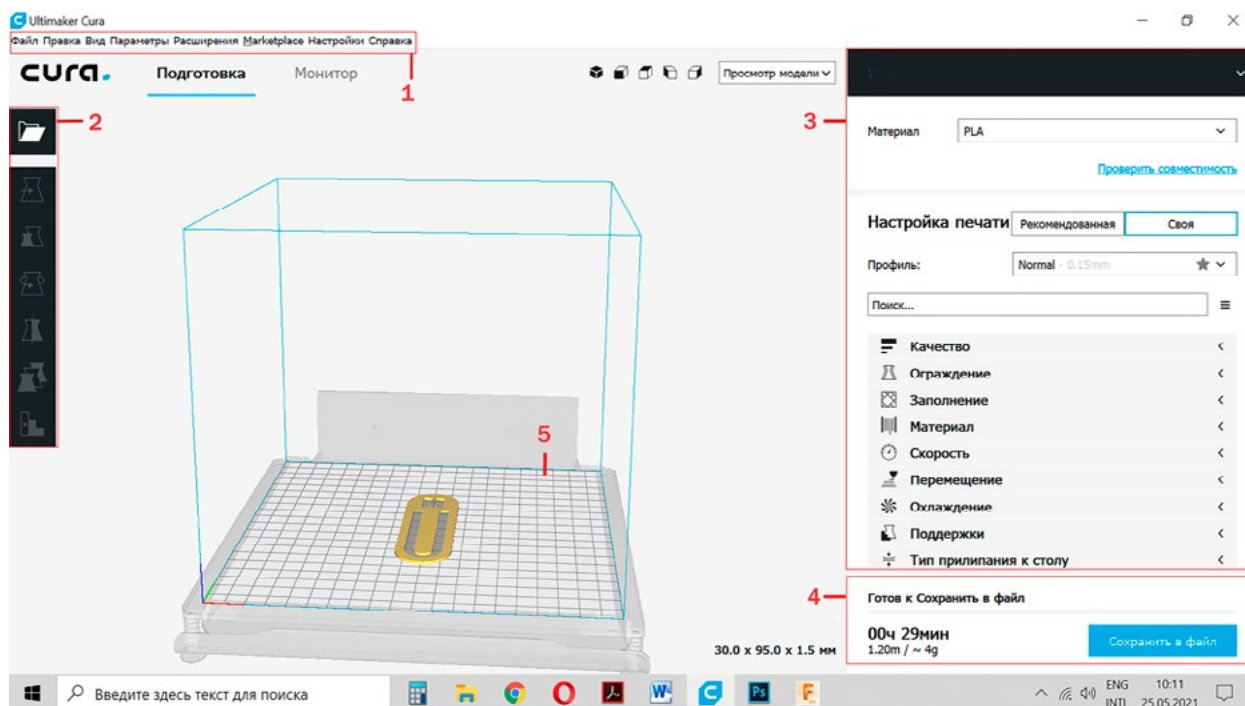 Ultimaker Cura
Файл Правка Вид Параметры Расширения Marketplace Настройки Справка
1
cura.
Подготовка
Монитор
Просмотр модели
2
3
Материал
PLA
Проверить совместимость
Настройка печати
Рекомендованная
Своя
Профиль:
Normal - 0.15mm
Поиск...
Качество
Ограждение
Заполнение
Материал
Скорость
Перемещение
Охлаждение
Поддержки
Тип прилипания к столу
5
4
Готов к Сохранить в файл
00ч 29мин
1.20m / ~ 4g
Сохранить в файл
30.0 x 95.0 x 1.5 мм
Введите здесь текст для поиска
W
Ps
F
ENG
INTL
10:11
25.05.2021